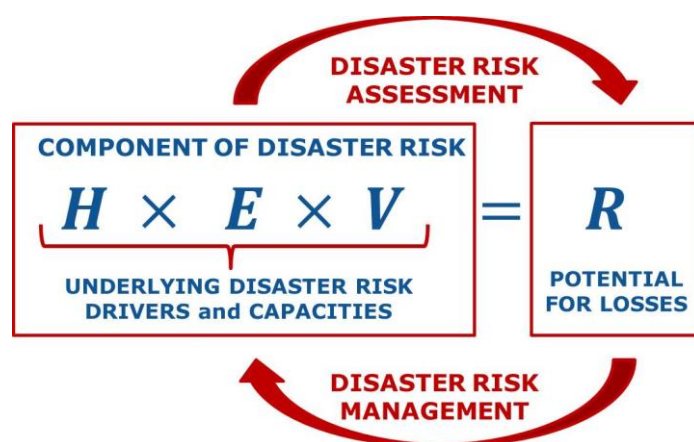 DISASTER RISK
ASSESSMENT
COMPONENT OF DISASTER RISK
H × E × V = R
UNDERLYING DISASTER RISK
DRIVERS and CAPACITIES
POTENTIAL
FOR LOSSES
DISASTER RISK
MANAGEMENT